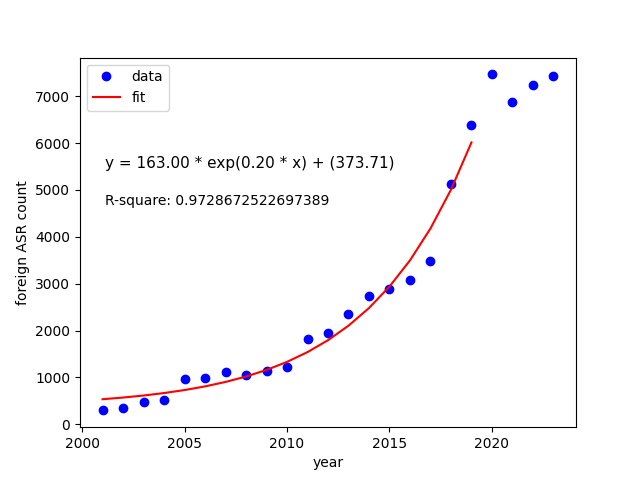 data
fit
y = 163.00 * exp(0.20 * x) + (373.71)
R-square: 0.9728672522697389
foreign ASR count
7000
6000
5000
4000
3000
2000
1000
0
2000 2005 2010 2015 2020
year